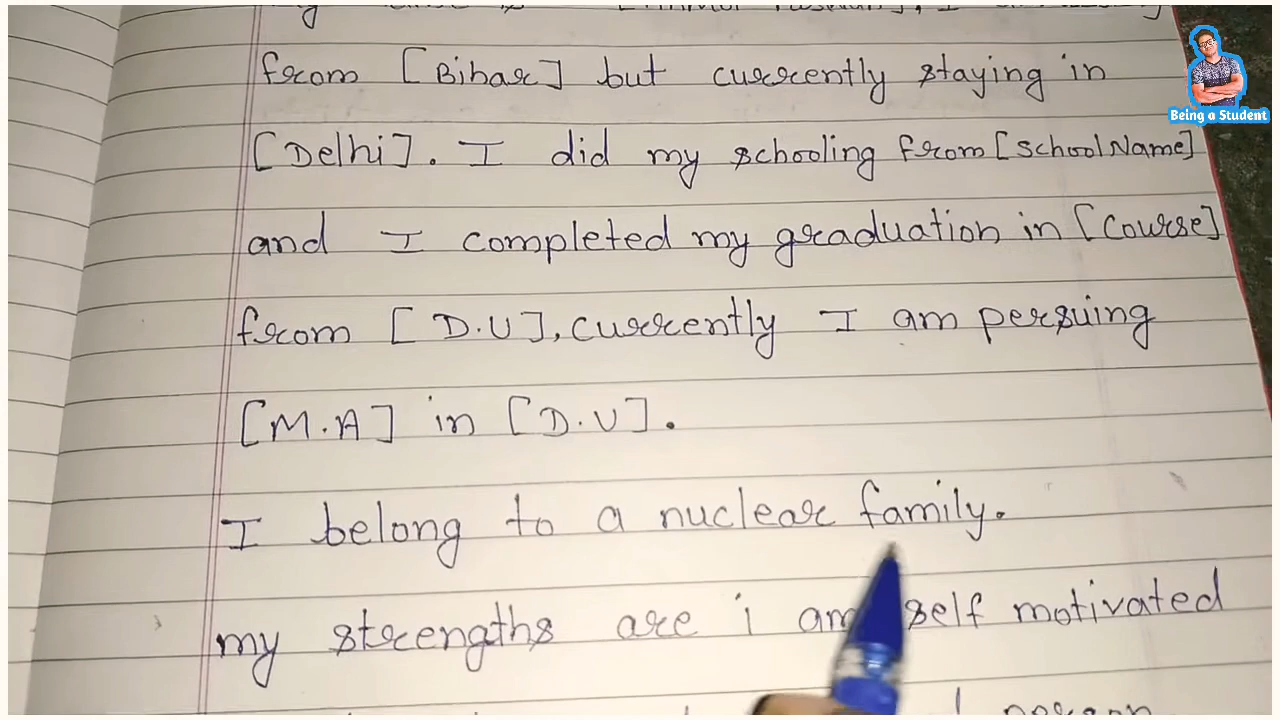 from [Bihar] but currently staying in
[Delhi]. I did my schooling from [School Name]
and I completed my graduation in [Course]
from [D.U], currently I am persuing
[M.A] in [D.U].
I belong to a nuclear family.
my strengths are i am self motivated
person
Being a Student